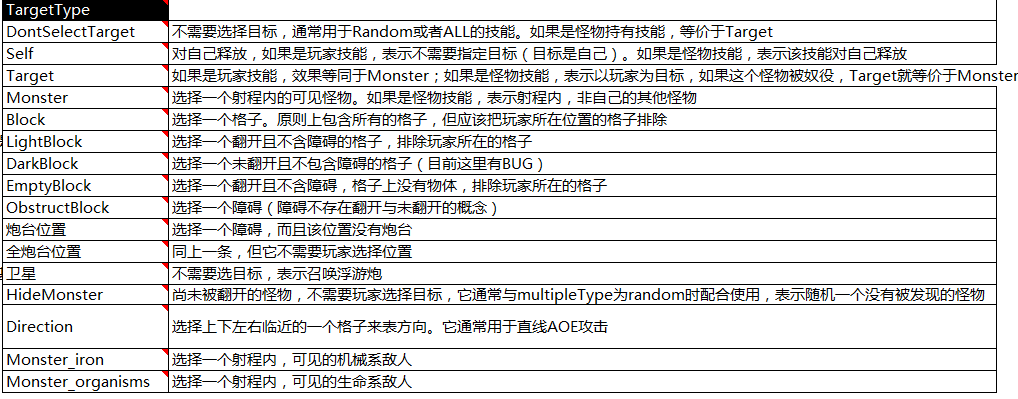 TargetType
DontSelectTarget 不需要选择目标，通常用于Random或者ALL的技能。如果是怪物持有技能，等价于Target
Self 对自己释放，如果是玩家技能，表示不需要指定目标（目标是自己）。如果是怪物技能，表示该技能对自己释放
Target 如果是玩家技能，效果等同于Monster；如果是怪物技能，表示以玩家为目标，如果这个怪物被奴役，Target就等价于Monster
Monster 选择一个射程内的可见怪物。如果是怪物技能，表示射程内，非自己的其他怪物
Block 选择一个格子。原则上包含所有的格子，但应该把玩家所在位置的格子排除
LightBlock 选择一个翻开且不含障碍的格子，排除玩家所在的格子
DarkBlock 选择一个未翻开且不包含障碍的格子（目前这里有BUG）
EmptyBlock 选择一个翻开且不含障碍，格子上没有物体，排除玩家所在的格子
ObstructBlock 选择一个障碍（障碍不存在翻开与未翻开的概念）
炮台位置 选择一个障碍，而且该位置没有炮台
全炮台位置 同上一条，但它不需要玩家选择位置
卫星 不需要选目标，表示召唤浮游炮
HideMonster 尚未被翻开的怪物，不需要玩家选择目标，它通常与multipleType为random时配合使用，表示随机一个没有被发现的怪物
Direction 选择上下左右临近的一个格子来表方向。它通常用于直线AOE攻击
Monster_iron 选择一个射程内，可见的机械系敌人
Monster_organisms 选择一个射程内，可见的生命系敌人